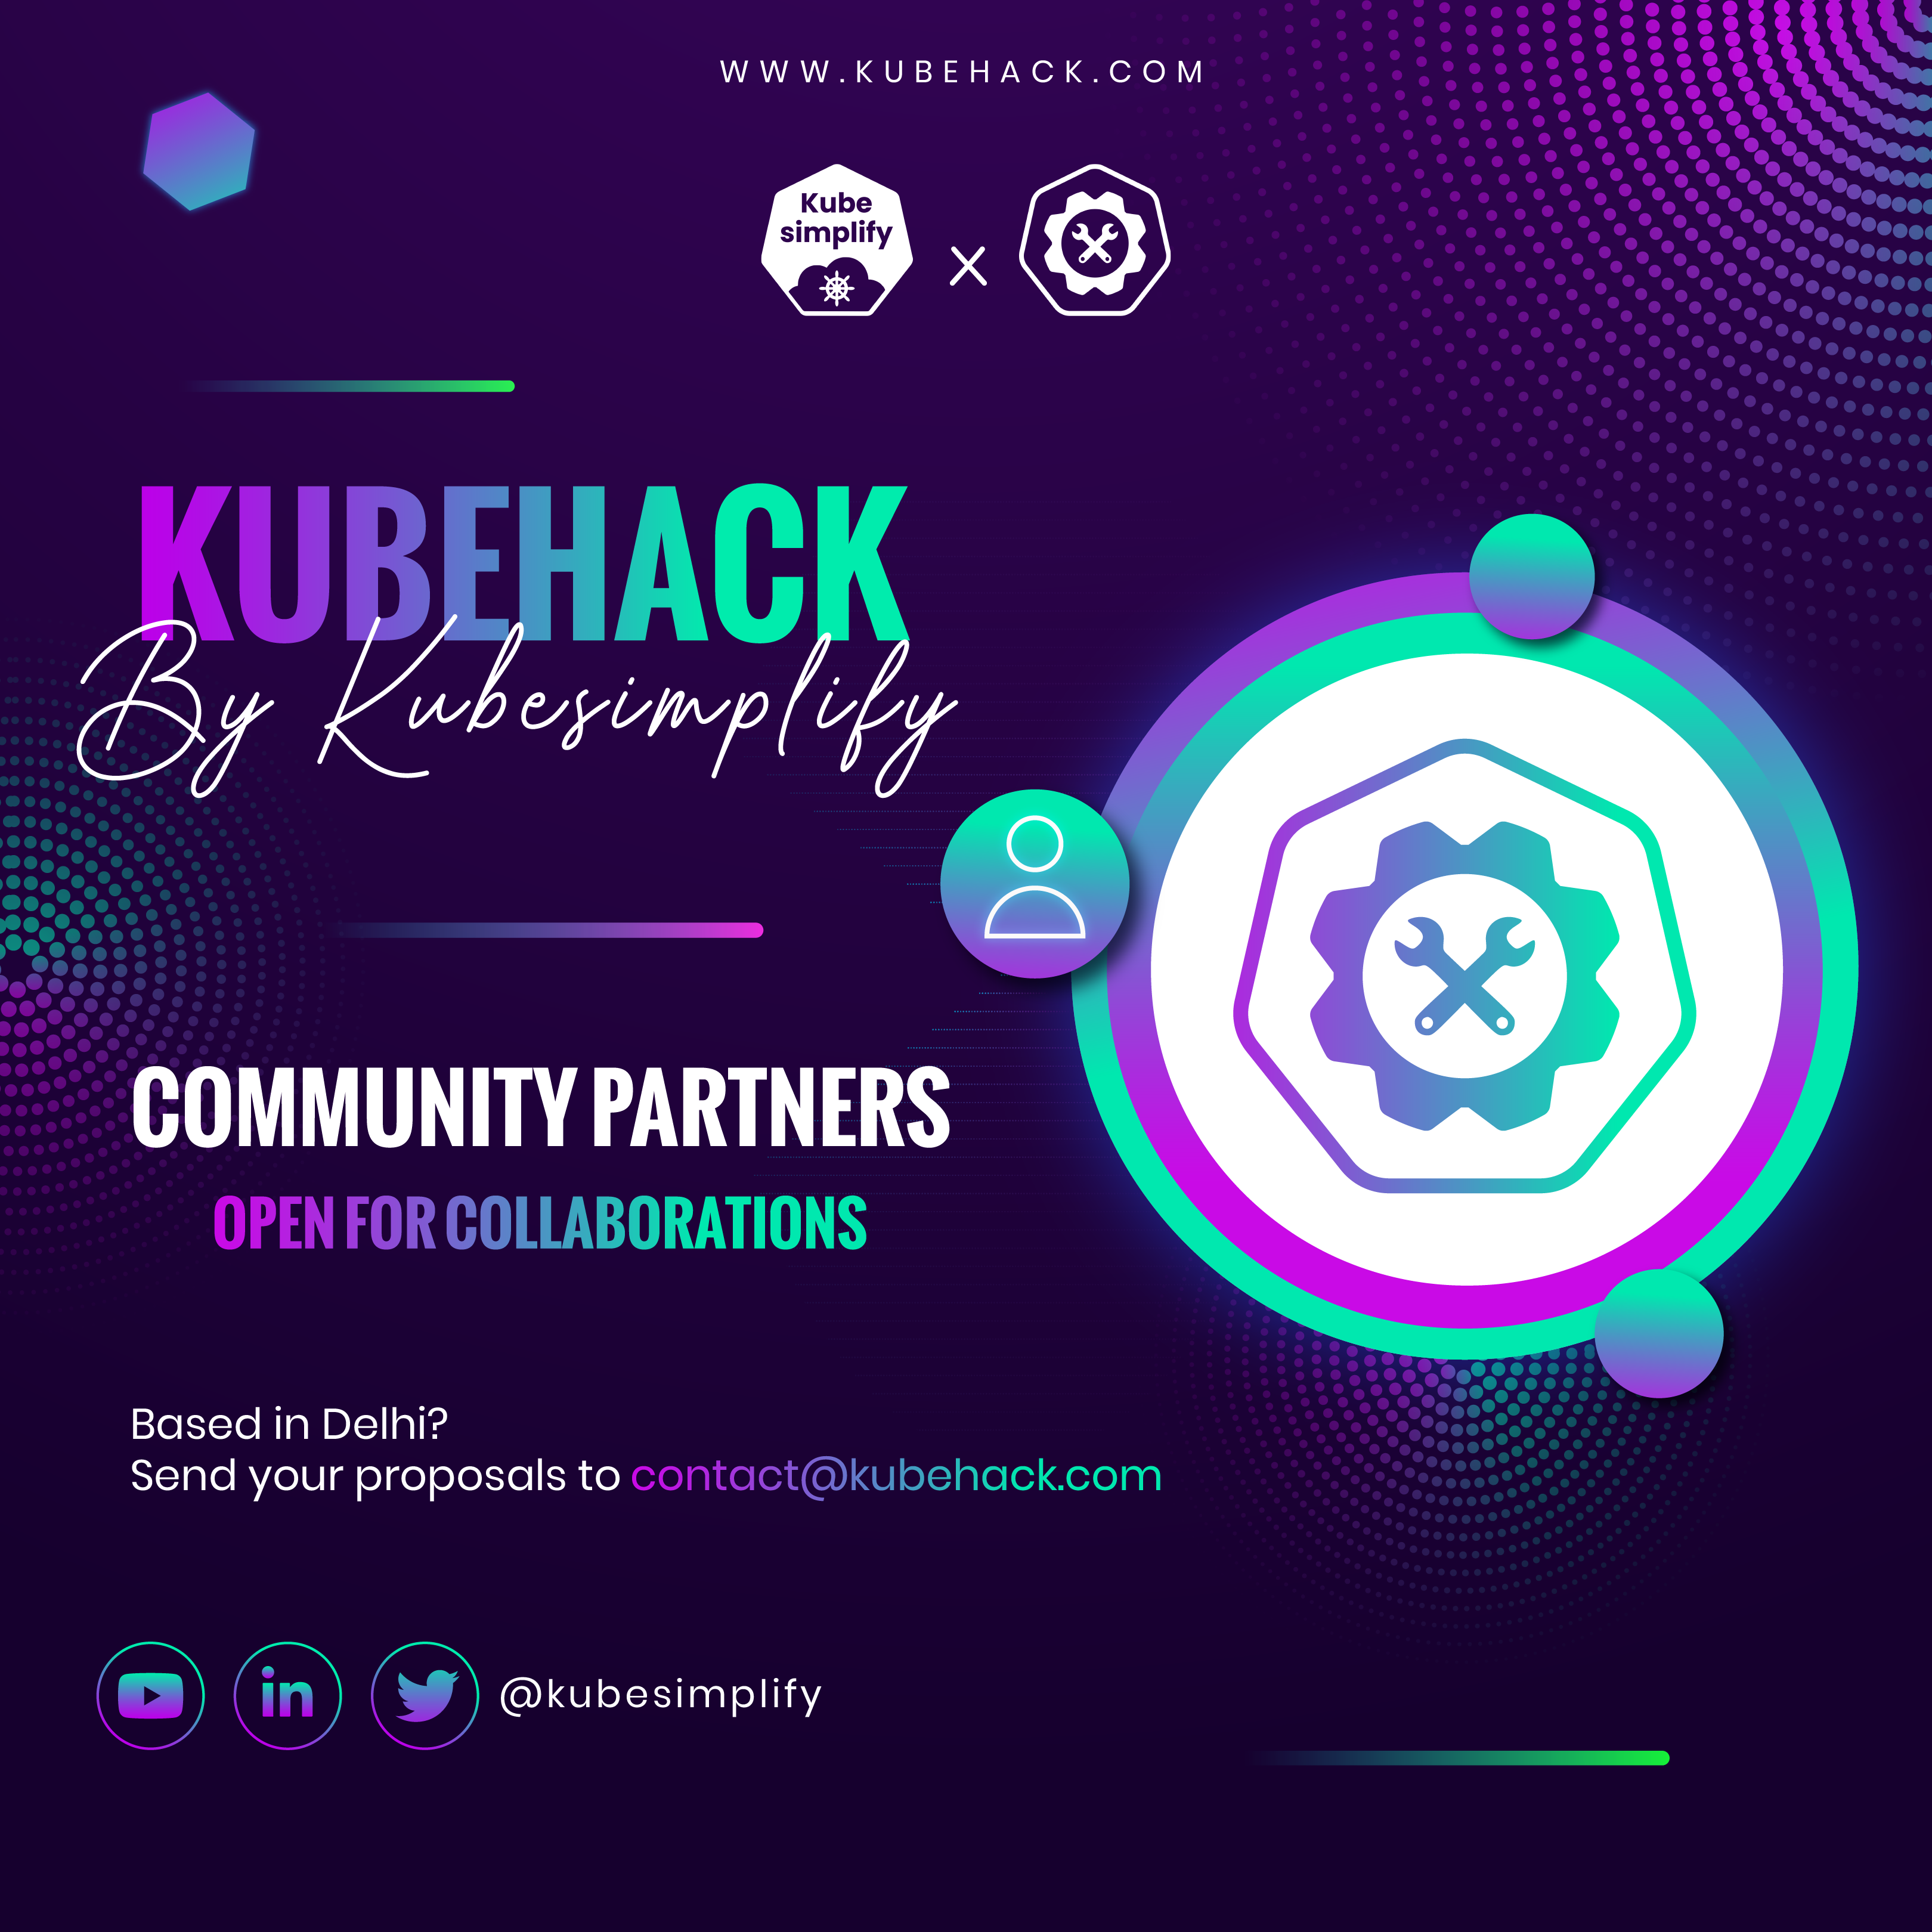 WWW.KUBEHACK.COM
Kube
simplify
X
KUBEHACK
By Kubesimplify
COMMUNITY PARTNERS
OPEN FOR COLLABORATIONS
Based in Delhi?
Send your proposals to contact@kubehack.com
in
@kubesimplify